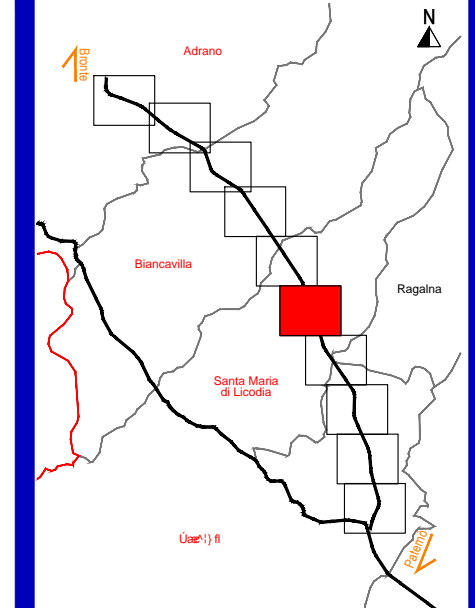 N
Adrano
Bronte
Biancavilla
Ragalna
Santa Maria
di Licodia
Paternò